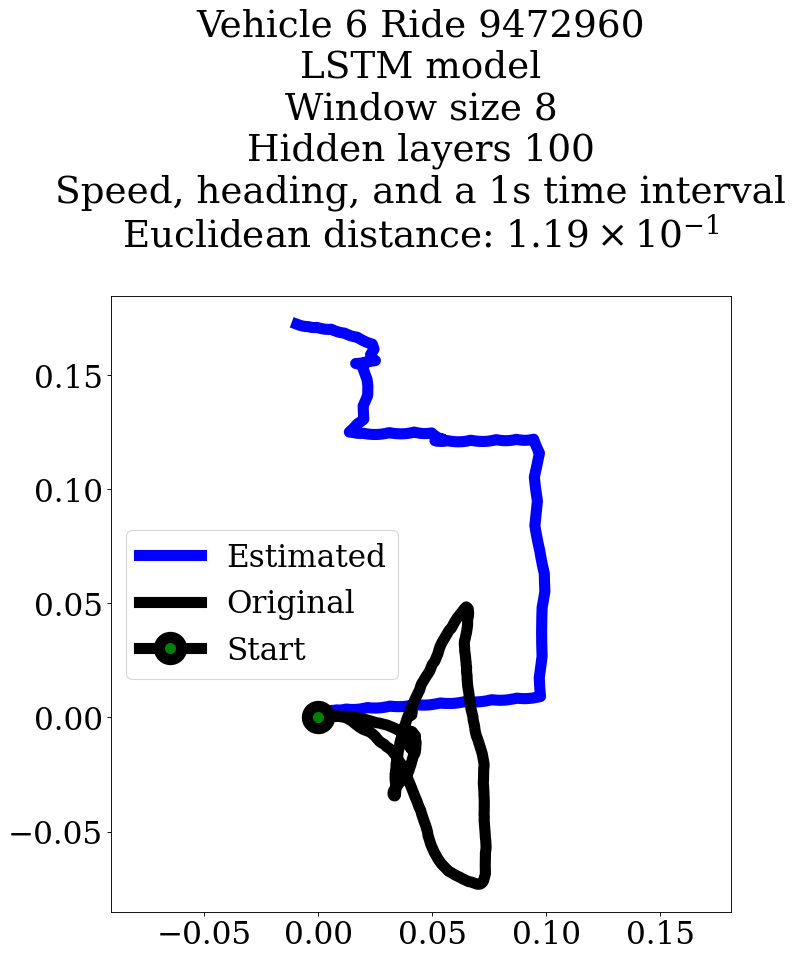 Vehicle 6 Ride 9472960
LSTM model
Window size 8
Hidden layers 100
Speed, heading, and a 1s time interval
Euclidean distance: 1.19 × 10⁻¹
0.15
0.10
0.05
0.00
−0.05
Estimated
Original
Start
−0.05 0.00 0.05 0.10 0.15